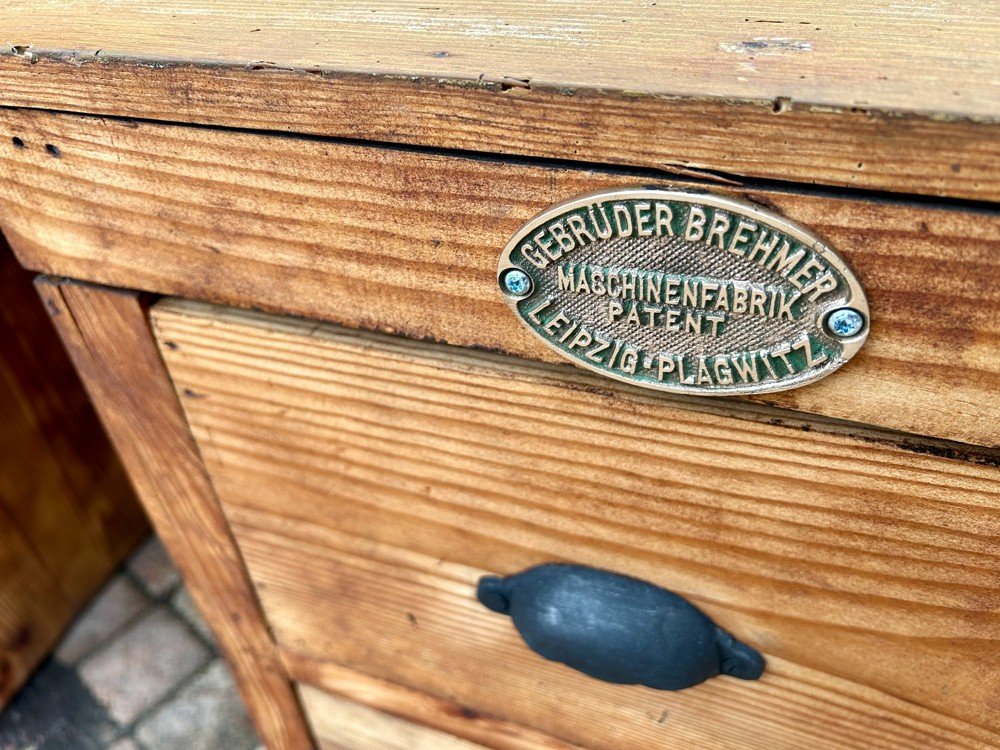 GEBRÜDER BREHMER
MASCHINENFABRIK
PATENT
LEIPZIG-PLAGWITZ